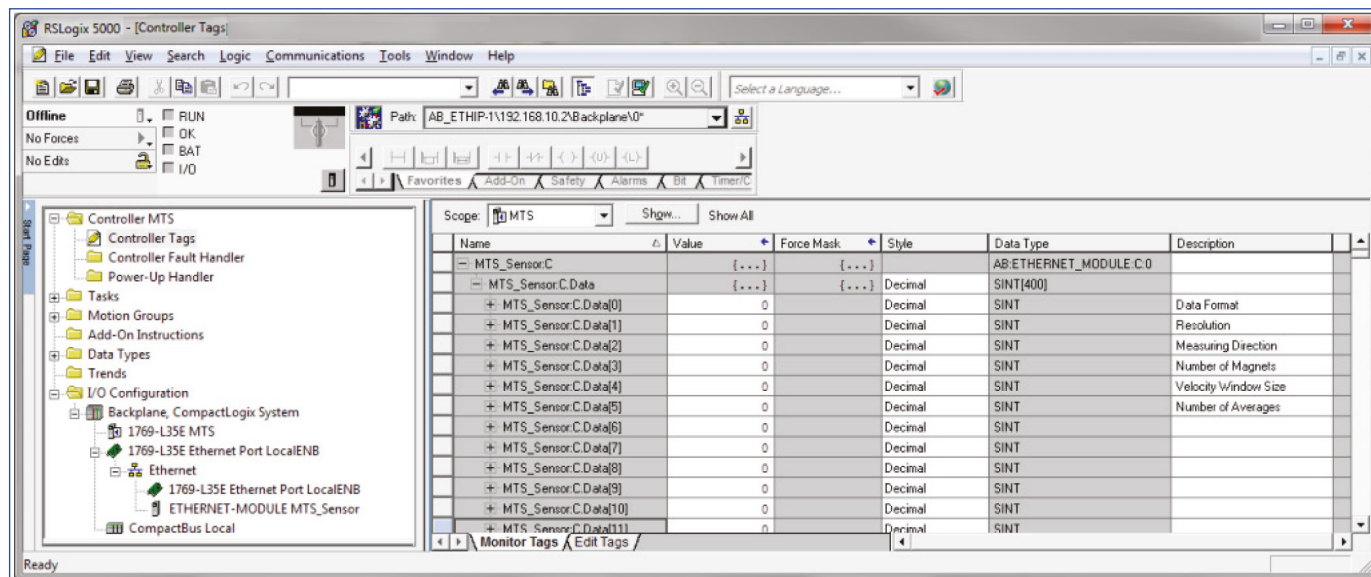 RSLogix 5000 - [Controller Tags]
File Edit View Search Logic Communications Tools Window Help
Select a Language...
Offline
RUN
No Forces
OK
No Edits
BAT
I/O
Path: AB_ETHIP-1\192.168.10.2\Backplane\0*
Favorites Add-On Safety Alarms Bit Timer/C
Start Page
Controller MTS
Controller Tags
Controller Fault Handler
Power-Up Handler
Tasks
Motion Groups
Add-On Instructions
Data Types
Trends
I/O Configuration
Backplane, CompactLogix System
1769-L35E MTS
1769-L35E Ethernet Port LocalENB
Ethernet
1769-L35E Ethernet Port LocalENB
ETHERNET-MODULE MTS_Sensor
CompactBus Local
Scope: MTS Show... Show All
Name Value Force Mask Style Data Type Description
MTS_Sensor:C {...} {...} AB:ETHERNET_MODULE:C:0
MTS_Sensor:C.Data {...} {...} Decimal SINT[400]
MTS_Sensor:C.Data[0] 0 Decimal SINT Data Format
MTS_Sensor:C.Data[1] 0 Decimal SINT Resolution
MTS_Sensor:C.Data[2] 0 Decimal SINT Measuring Direction
MTS_Sensor:C.Data[3] 0 Decimal SINT Number of Magnets
MTS_Sensor:C.Data[4] 0 Decimal SINT Velocity Window Size
MTS_Sensor:C.Data[5] 0 Decimal SINT Number of Averages
MTS_Sensor:C.Data[6] 0 Decimal SINT
MTS_Sensor:C.Data[7] 0 Decimal SINT
MTS_Sensor:C.Data[8] 0 Decimal SINT
MTS_Sensor:C.Data[9] 0 Decimal SINT
MTS_Sensor:C.Data[10] 0 Decimal SINT
MTS_Sensor:C.Data[11] 0 Decimal SINT
Monitor Tags Edit Tags
Ready